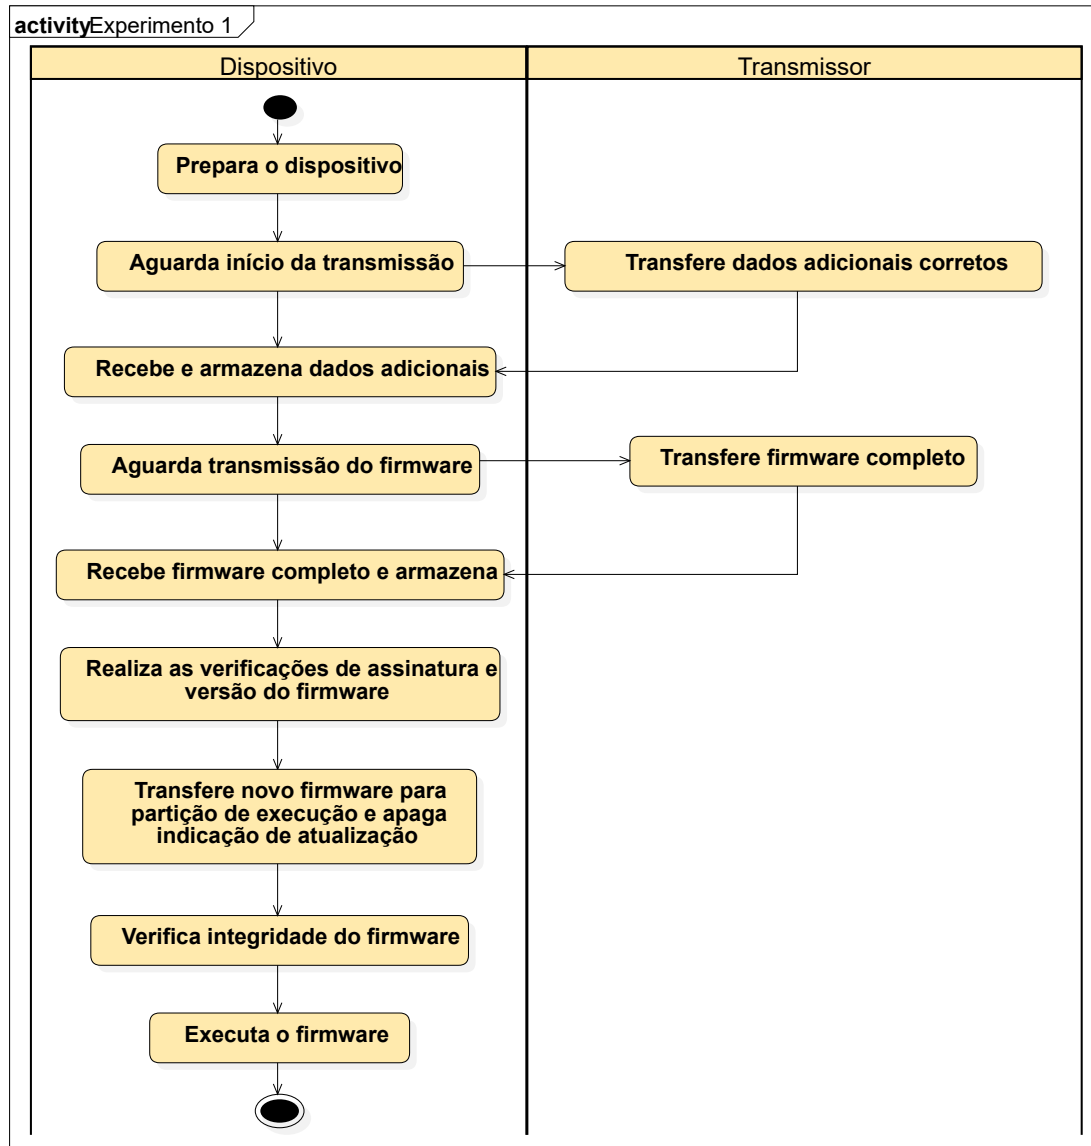 activityExperimento 1
Dispositivo
Transmissor
Prepara o dispositivo
Aguarda início da transmissão
Transfere dados adicionais corretos
Recebe e armazena dados adicionais
Aguarda transmissão do firmware
Transfere firmware completo
Recebe firmware completo e armazena
Realiza as verificações de assinatura e
versão do firmware
Transfere novo firmware para
partição de execução e apaga
indicação de atualização
Verifica integridade do firmware
Executa o firmware